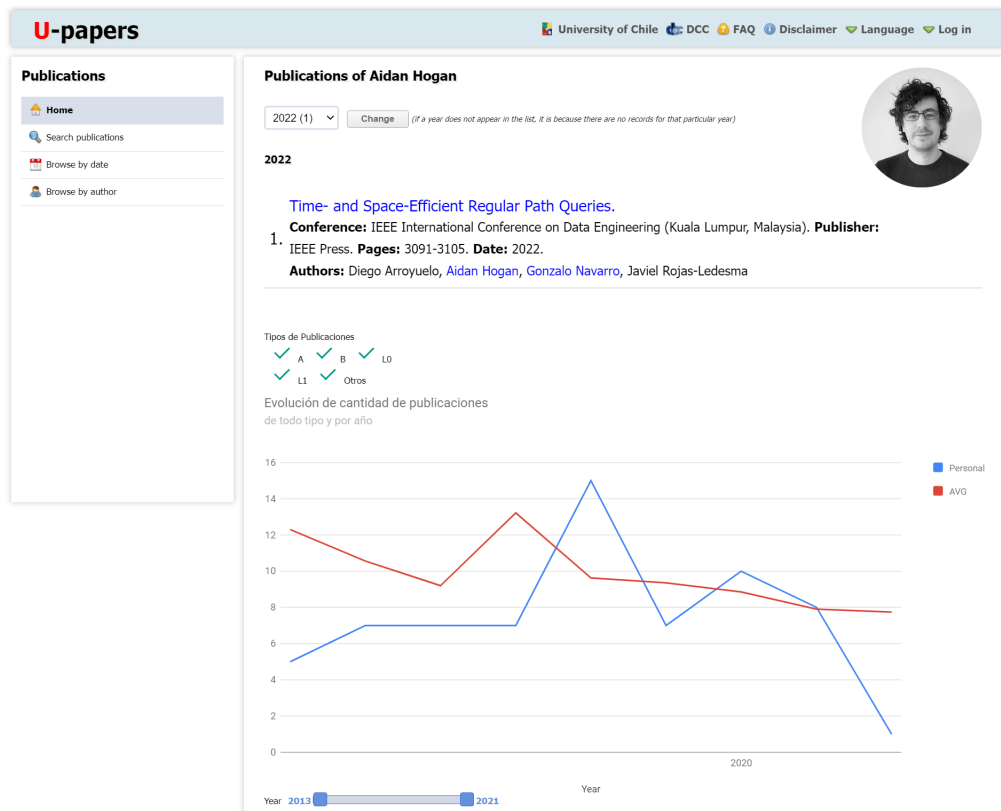 U-papers
University of Chile DCC FAQ Disclaimer Language Log in
Publications
Home
Search publications
Browse by date
Browse by author
Publications of Aidan Hogan
2022 (1) Change (if a year does not appear in the list, it is because there are no records for that particular year)
2022
1.
Time- and Space-Efficient Regular Path Queries.
Conference: IEEE International Conference on Data Engineering (Kuala Lumpur, Malaysia). Publisher:
IEEE Press. Pages: 3091-3105. Date: 2022.
Authors: Diego Arroyuelo, Aidan Hogan, Gonzalo Navarro, Javiel Rojas-Ledesma
Tipos de Publicaciones
A B L0
L1 Otros
Evolución de cantidad de publicaciones
de todo tipo y por año
16
14
12
10
8
6
4
2
0
Personal
AVG
2020
Year
Year 2013 2021